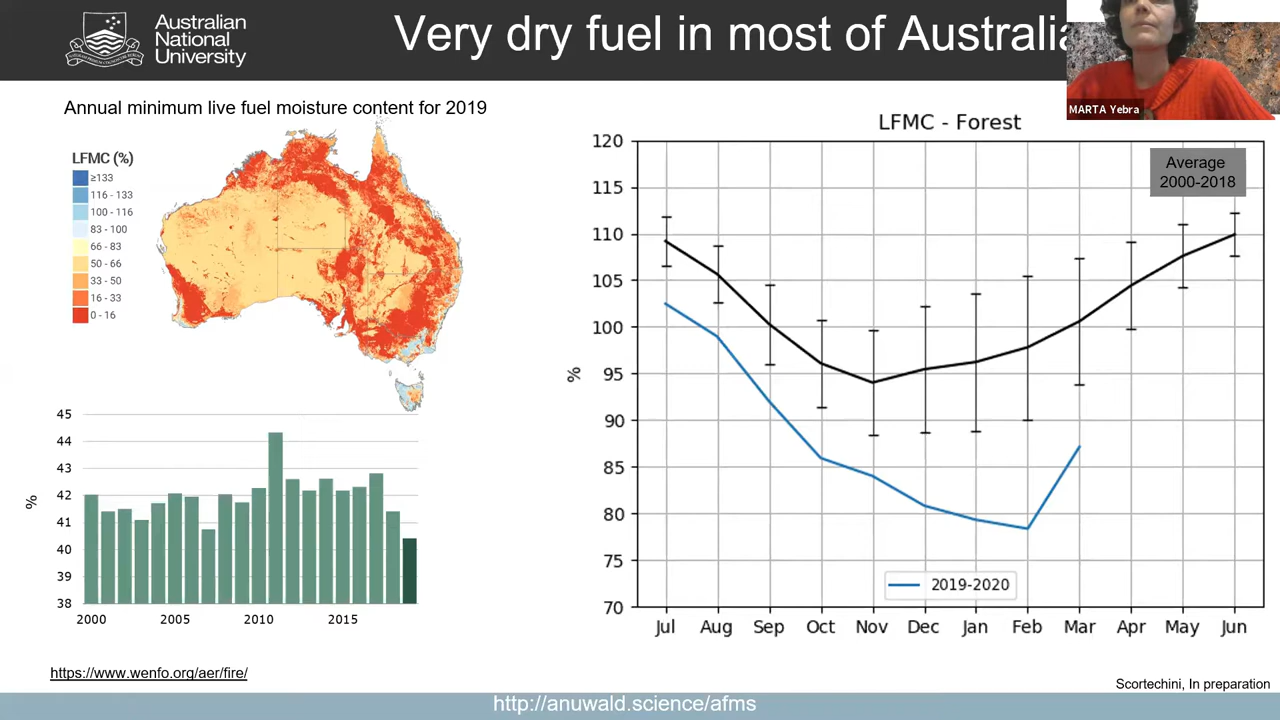 Australian
National
University
Very dry fuel in most of Australia
MARTA Yebra
Annual minimum live fuel moisture content for 2019
LFMC (%)
≥133
116 - 133
100 - 116
83 - 100
66 - 83
50 - 66
33 - 50
16 - 33
0 - 16
45
44
43
42
41
40
39
38
%
2000
2005
2010
2015
LFMC - Forest
Average
2000-2018
120
115
110
105
100
95
90
85
80
75
70
%
2019-2020
Jul
Aug
Sep
Oct
Nov
Dec
Jan
Feb
Mar
Apr
May
Jun
https://www.wenfo.org/aer/fire/
Scortechini, In preparation
http://anuwald.science/afms